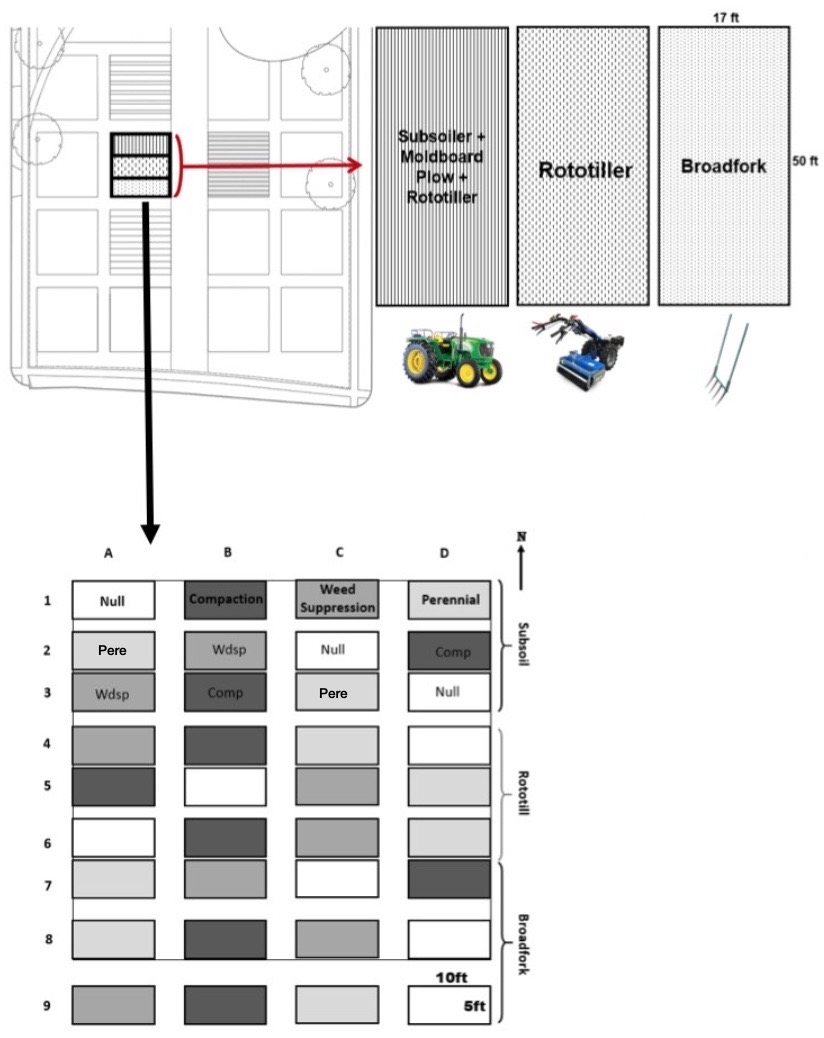 17 ft
Subsoiler +
Moldboard
Plow +
Rototiller
Rototiller
Broadfork
50 ft
N
A B C D
1 Null Compaction Weed Suppression Perennial
2 Pere Wdsp Null Comp
3 Wdsp Comp Pere Null
Subsoil
4
5
6
Rototill
7
8
9
Broadfork
10ft
5ft